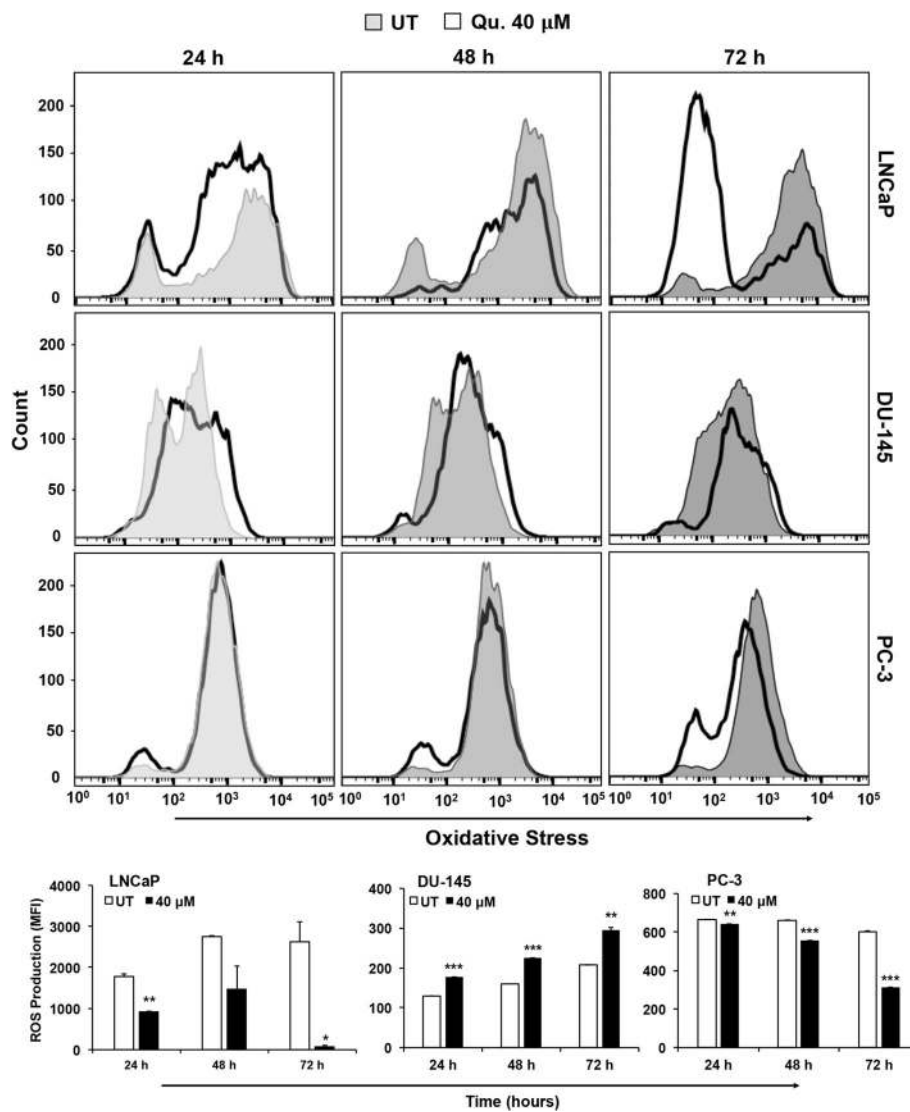 UT Qu. 40 µM
24 h 48 h 72 h
200
150
100
50
0
LNCaP
Count
200
150
100
50
0
DU-145
200
150
100
50
0
PC-3
10⁰ 10¹ 10² 10³ 10⁴ 10⁵ 10⁰ 10¹ 10² 10³ 10⁴ 10⁵ 10⁰ 10¹ 10² 10³ 10⁴ 10⁵
Oxidative Stress
ROS Production (MFI)
LNCaP
UT 40 µM
4000
3000
2000
1000
0
**
*
24 h 48 h 72 h
DU-145
UT 40 µM
400
300
200
100
0
***
***
**
24 h 48 h 72 h
PC-3
UT 40 µM
800
600
400
200
0
**
***
***
24 h 48 h 72 h
Time (hours)